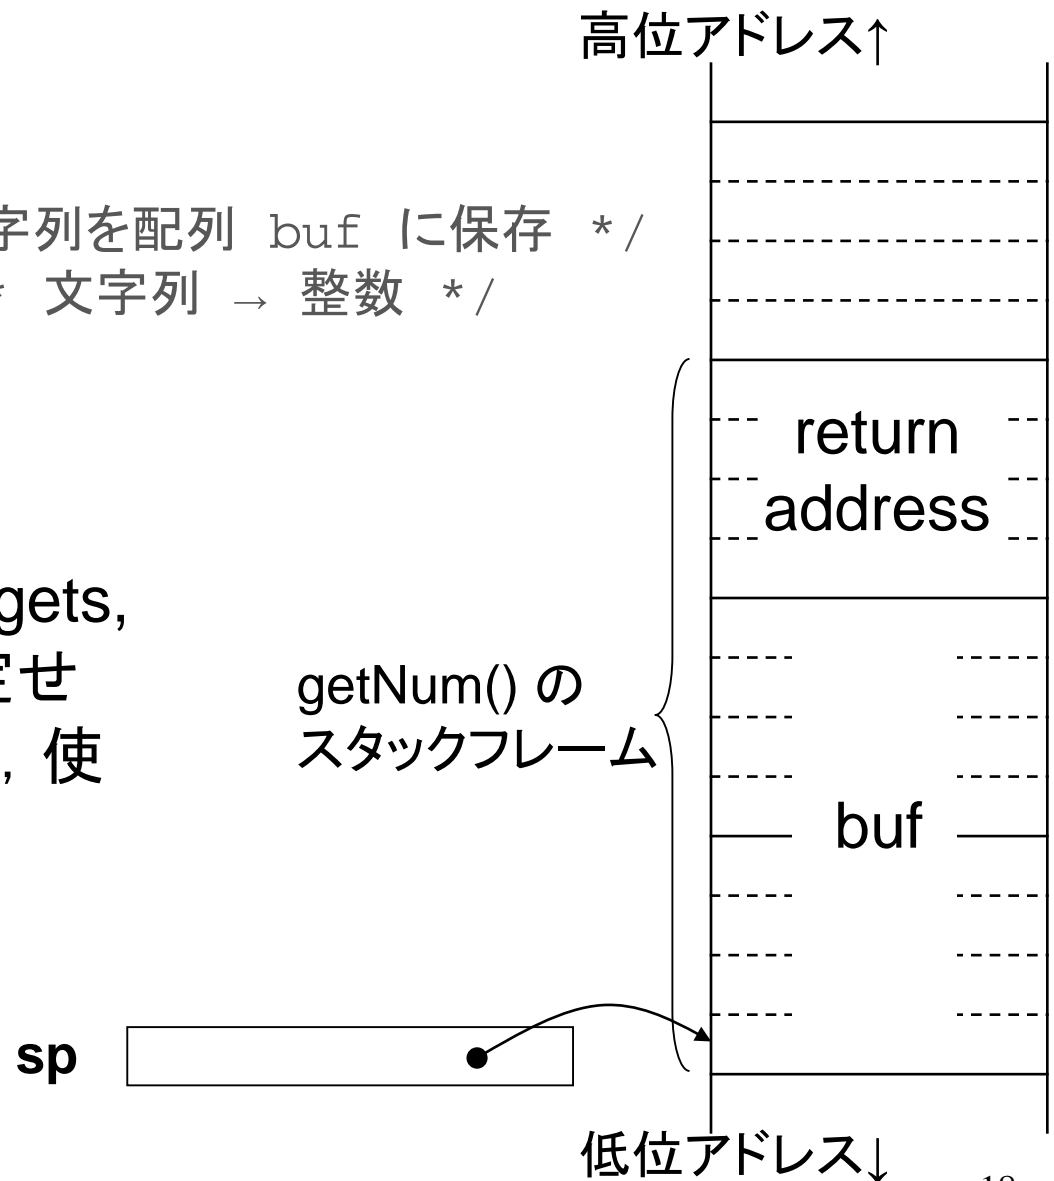 高位アドレス↑
字列を配列 buf に保存 */
* 文字列 → 整数 */
return
address
gets,
定せ
, 使
getNum() の
スタックフレーム
buf
sp
低位アドレス↓